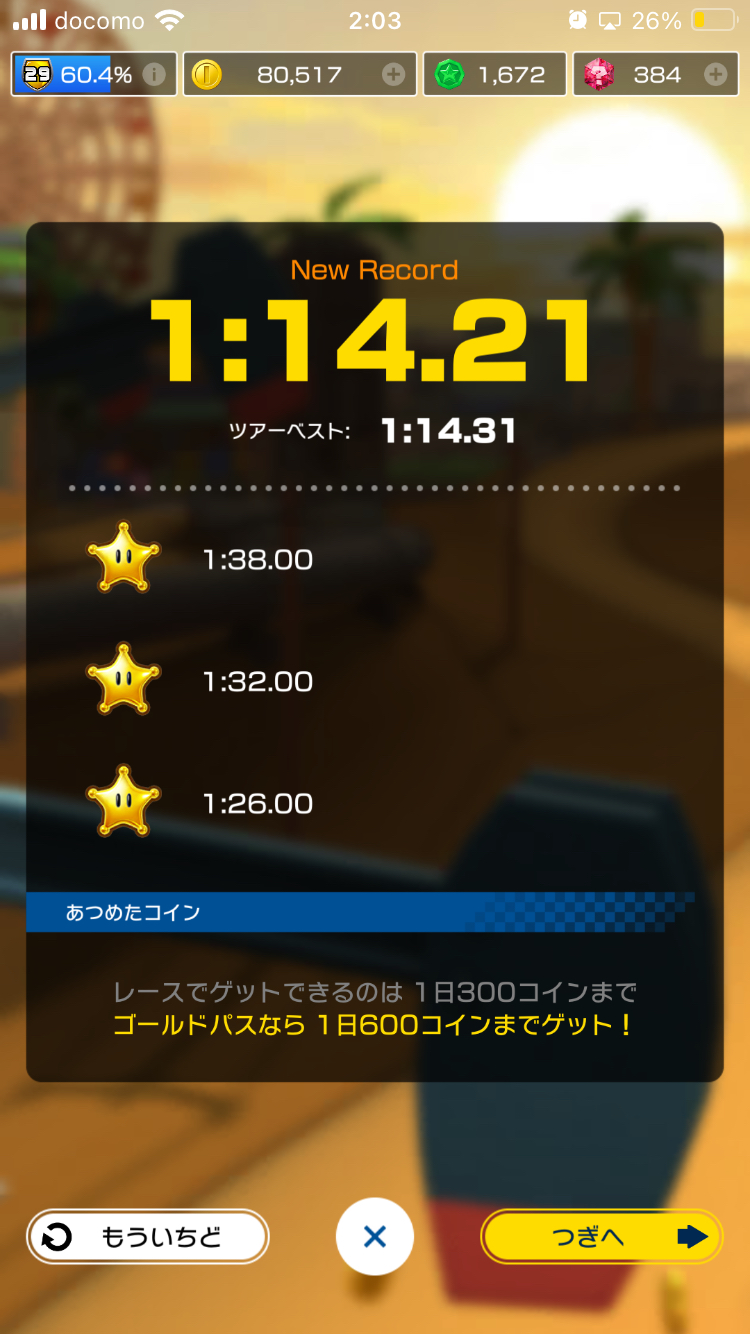 docomo 2:03 26%
29 60.4% i 80,517 + 1,672 ? 384 +
New Record
1:14.21
ツアーベスト: 1:14.31
1:38.00
1:32.00
1:26.00
あつめたコイン
レースでゲットできるのは 1日300コインまで
ゴールドパスなら 1日600コインまでゲット!
もういちど × つぎへ